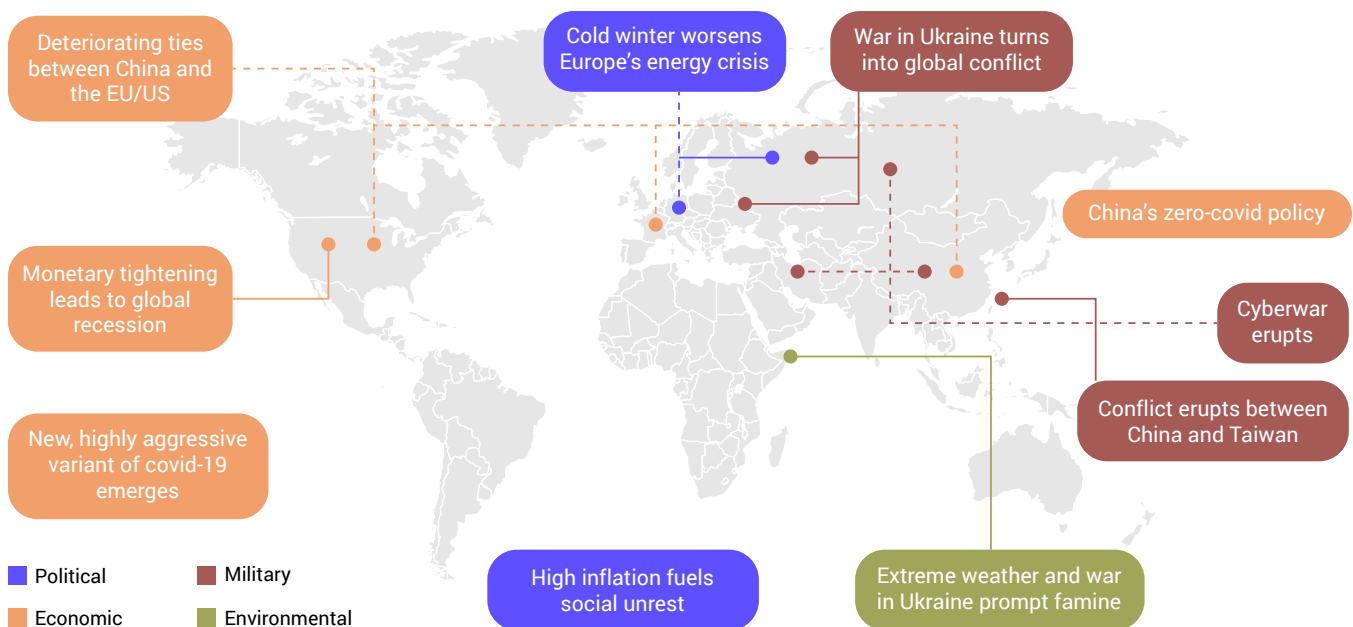 Deteriorating ties
between China and
the EU/US
Cold winter worsens
Europe’s energy crisis
War in Ukraine turns
into global conflict
China’s zero-covid policy
Monetary tightening
leads to global
recession
Cyberwar
erupts
Conflict erupts between
China and Taiwan
New, highly aggressive
variant of covid-19
emerges
High inflation fuels
social unrest
Extreme weather and war
in Ukraine prompt famine
Political
Military
Economic
Environmental